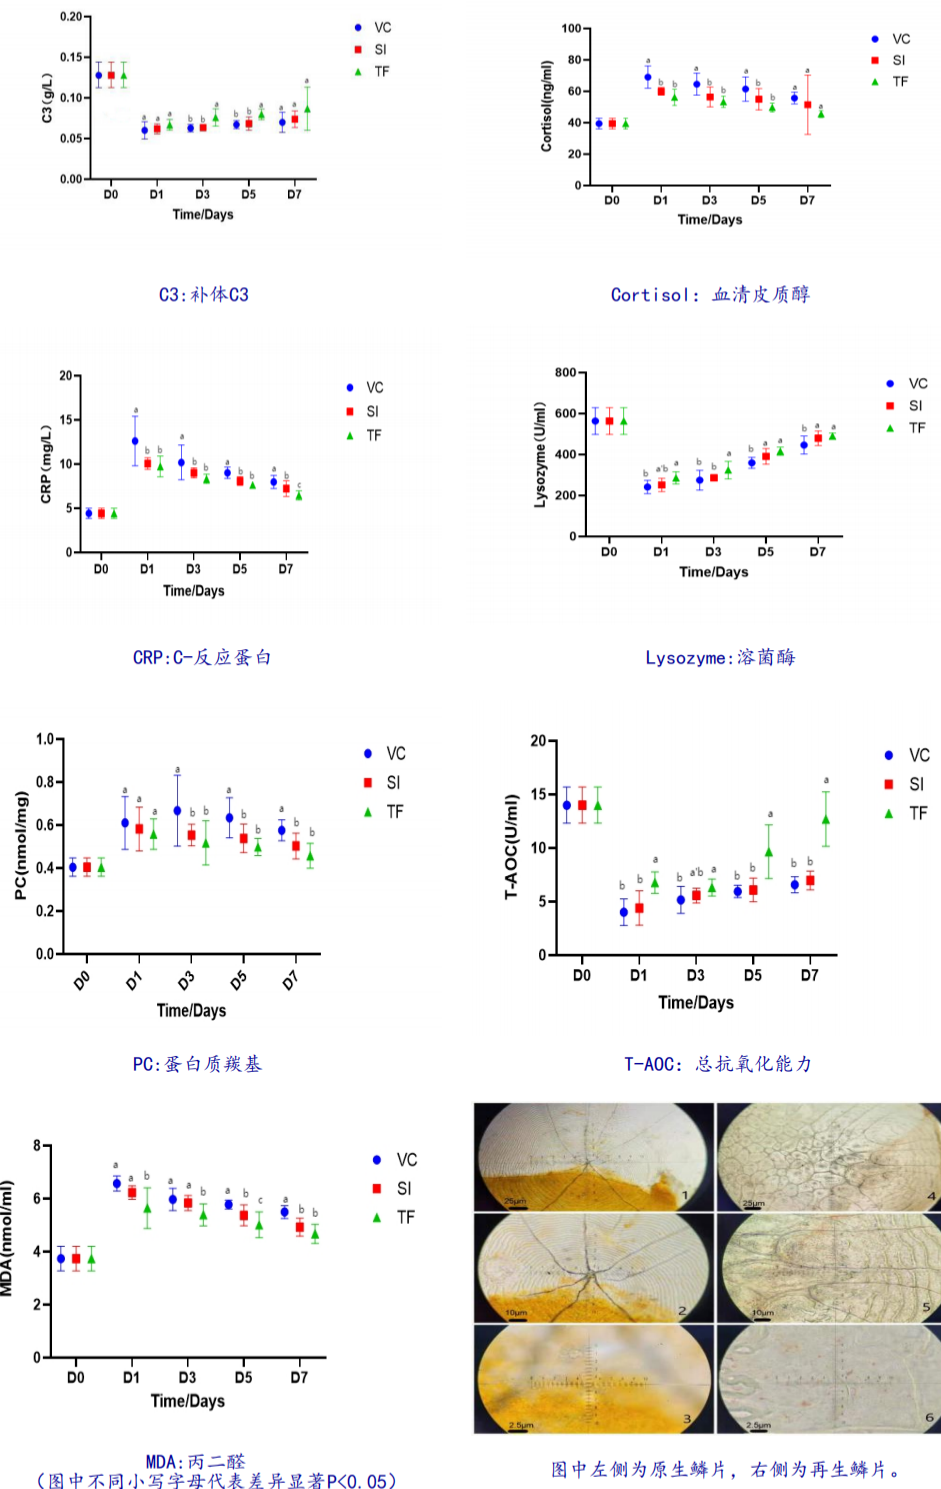 0.20
0.15
0.10
0.05
0.00
C3(g/L)
a a a
b b a
b b a
a a a
D0 D1 D3 D5 D7
Time/Days
VC
SI
TF
C3:补体C3
100
80
60
40
20
0
Cortisol(ng/ml)
a b b
a b b
a b b
a a a
D0 D1 D3 D5 D7
Time/Days
VC
SI
TF
Cortisol: 血清皮质醇
20
15
10
5
0
CRP(mg/L)
a b b
a b b
a b b
a b c
D0 D1 D3 D5 D7
Time/Days
VC
SI
TF
CRP:C-反应蛋白
800
600
400
200
0
Lysozyme(U/ml)
b a'b a
b b a
b a a
b a a
D0 D1 D3 D5 D7
Time/Days
VC
SI
TF
Lysozyme:溶菌酶
1.0
0.8
0.6
0.4
0.2
0.0
PC(nmol/mg)
a a a
a b b
a b b
a b b
D0 D1 D3 D5 D7
Time/Days
VC
SI
TF
PC:蛋白质羰基
20
15
10
5
0
T-AOC(U/ml)
b b a
b a'b a
b b a
b b a
D0 D1 D3 D5 D7
Time/Days
VC
SI
TF
T-AOC: 总抗氧化能力
8
6
4
2
0
MDA(nmol/ml)
a a b
a a b
a b c
a b b
D0 D1 D3 D5 D7
Time/Days
VC
SI
TF
MDA:丙二醛
(图中不同小写字母代表差异显著P<0.05)
25μm 1
25μm 4
10μm 2
10μm 5
2.5μm 3
2.5μm 6
图中左侧为原生鳞片，右侧为再生鳞片。